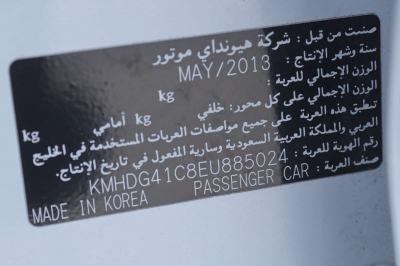 صنعت من قبل : شركة هيونداي موتور
سنة وشهر الإنتاج : MAY/2013
الوزن الإجمالي للعربة : kg
الوزن الإجمالي على كل محور: خلفي kg أمامي kg
تنطبق هذه العربة على جميع مواصفات العربات المستخدمة في الخليج
العربي والمملكة العربية السعودية وسارية المفعول في تاريخ الإنتاج.
رقم الهوية للعربة : KMHDG41C8EU885024
صنف العربة : PASSENGER CAR MADE IN KOREA